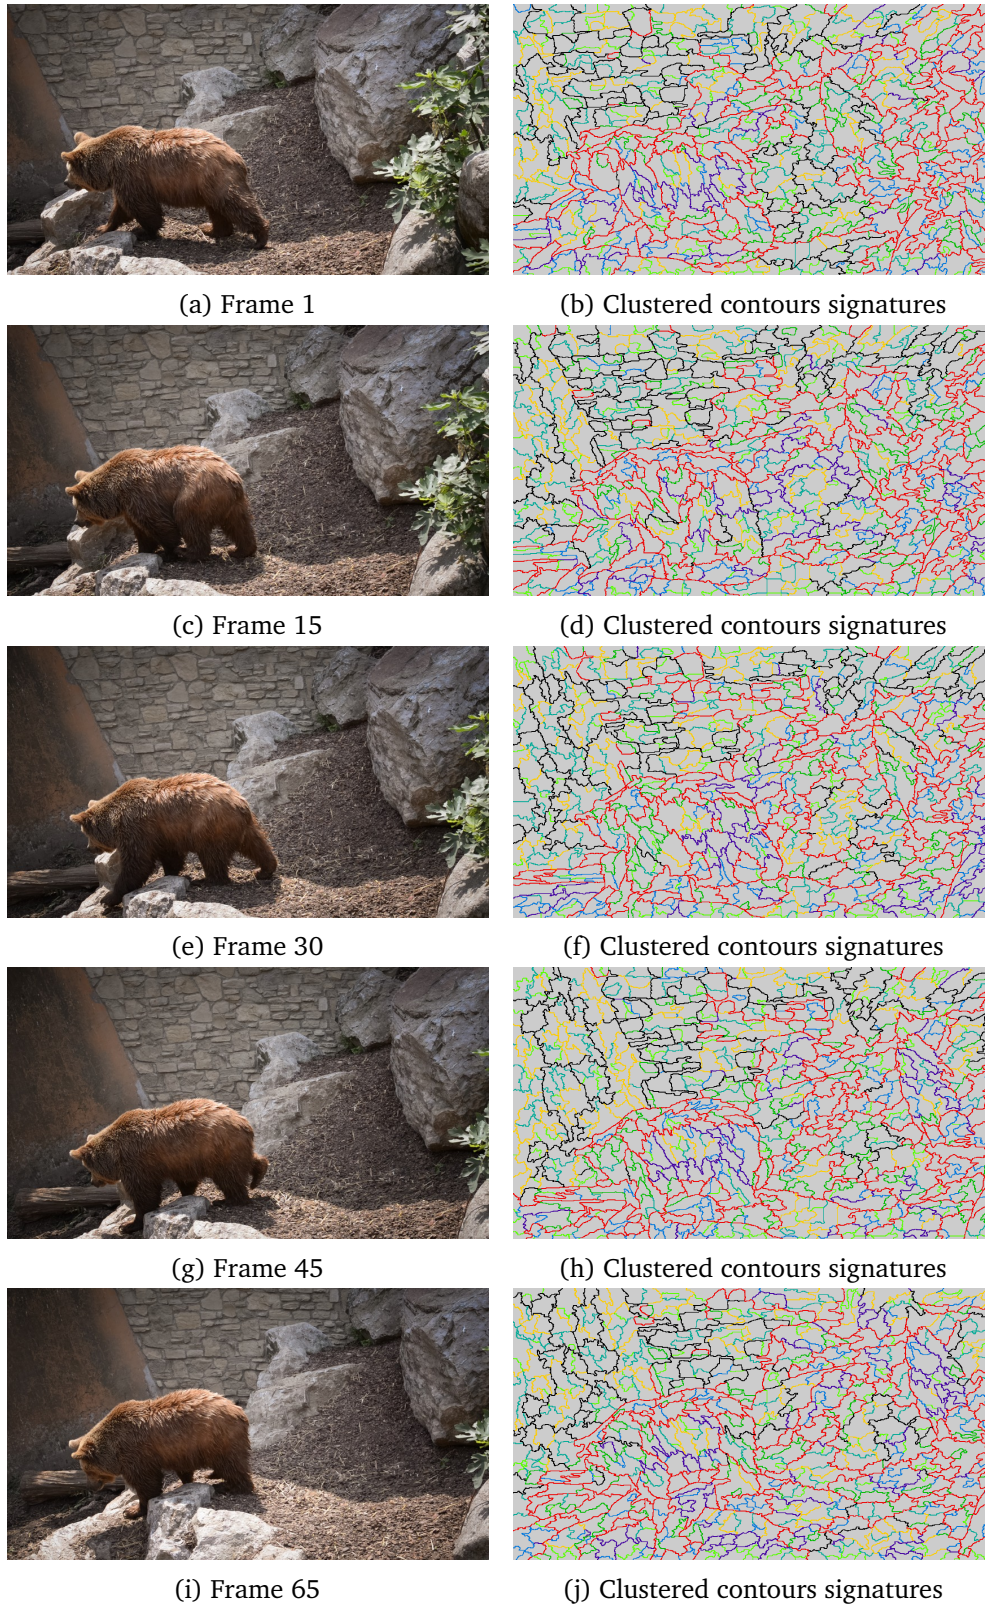 (a) Frame 1
(b) Clustered contours signatures
(c) Frame 15
(d) Clustered contours signatures
(e) Frame 30
(f) Clustered contours signatures
(g) Frame 45
(h) Clustered contours signatures
(i) Frame 65
(j) Clustered contours signatures